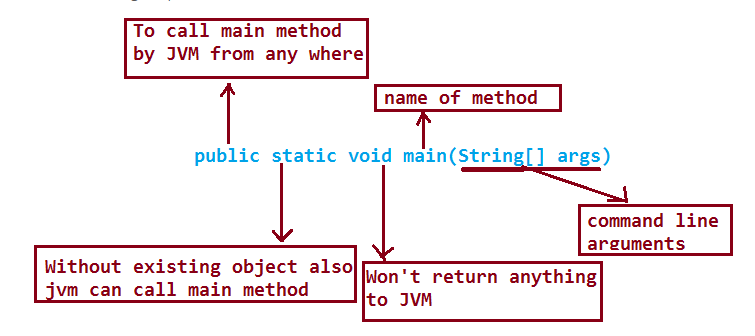 To call main method
by JVM from any where
name of method
public static void main(String[] args)
command line
arguments
Without existing object also
jvm can call main method
Won't return anything
to JVM